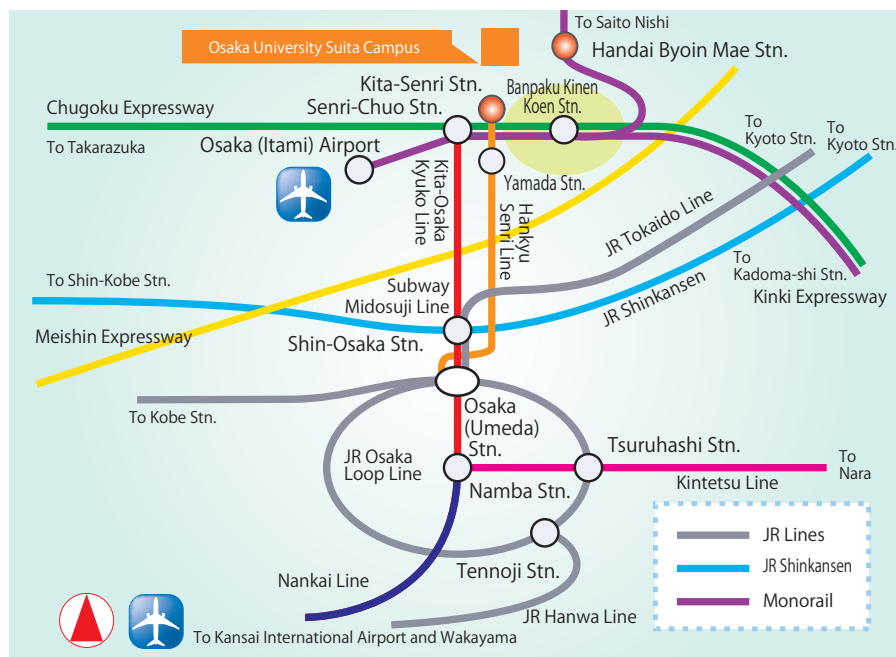 To Saito Nishi
Osaka University Suita Campus
Handai Byoin Mae Stn.
Kita-Senri Stn.
Banpaku Kinen
Koen Stn.
Senri-Chuo Stn.
Chugoku Expressway
To Takarazuka
Osaka (Itami) Airport
To
Kyoto Stn.
To
Kyoto Stn.
Yamada Stn.
Kita-Osaka
Kyuko Line
Hankyu
Senri Line
JR Tokaido Line
To
Kadoma-shi Stn.
Kinki Expressway
JR Shinkansen
To Shin-Kobe Stn.
Subway
Midosuji Line
Meishin Expressway
Shin-Osaka Stn.
To Kobe Stn.
Osaka
(Umeda)
Stn.
JR Osaka
Loop Line
Tsuruhashi Stn.
To
Nara
Kintetsu Line
Namba Stn.
Tennoji Stn.
Nankai Line
JR Hanwa Line
To Kansai International Airport and Wakayama
JR Lines
JR Shinkansen
Monorail